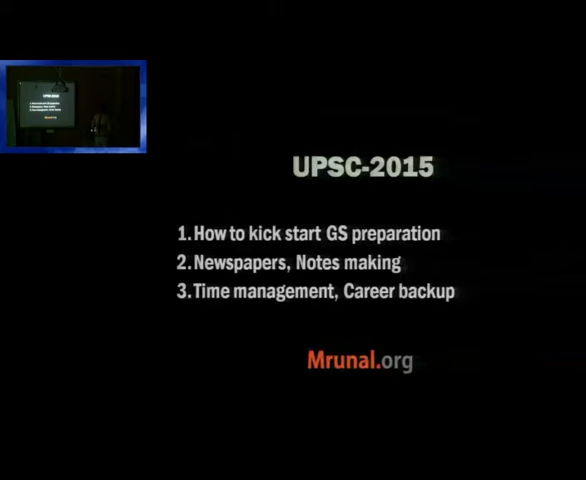 UPSC-2015
1. How to kick start GS preparation
2. Newspapers, Notes making
3. Time management, Career backup
Mrunal.org